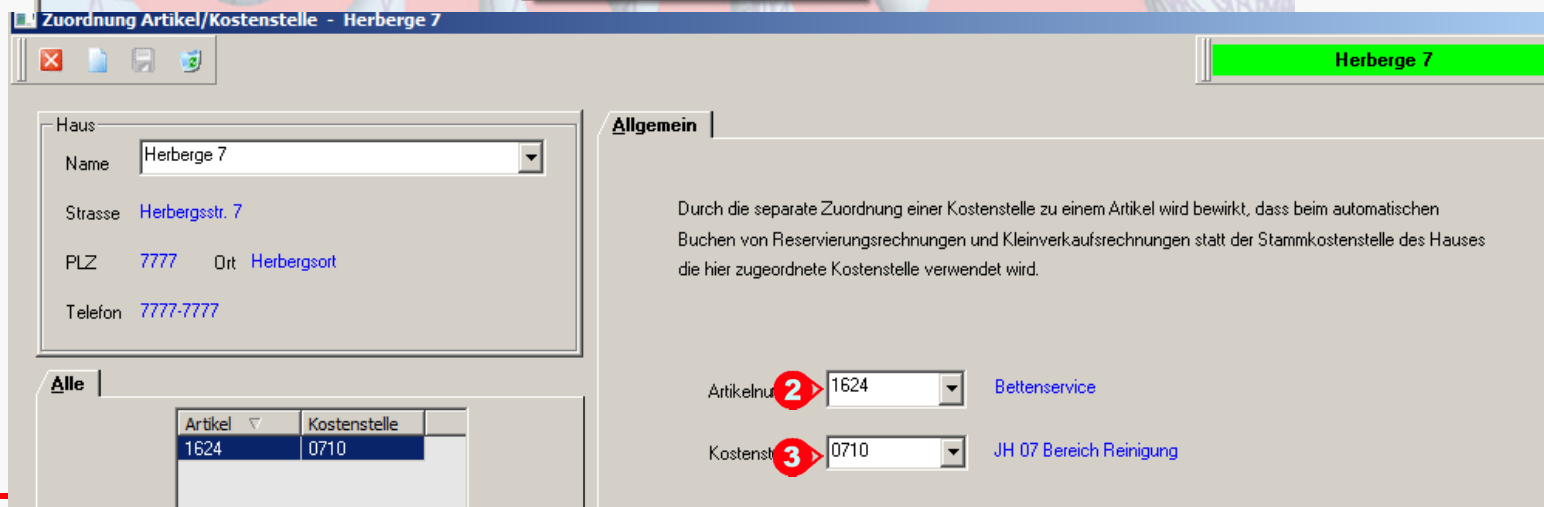 Zuordnung Artikel/Kostenstelle - Herberge 7
Herberge 7
Haus
Name Herberge 7
Strasse Herbergsstr. 7
PLZ 7777 Ort Herbergsort
Telefon 7777-7777
Alle
Artikel Kostenstelle
1624 0710
Allgemein
Durch die separate Zuordnung einer Kostenstelle zu einem Artikel wird bewirkt, dass beim automatischen
Buchen von Reservierungsrechnungen und Kleinverkaufsrechnungen statt der Stammkostenstelle des Hauses
die hier zugeordnete Kostenstelle verwendet wird.
Artikelnu 2 1624 Bettenservice
Kostenst 3 0710 JH 07 Bereich Reinigung